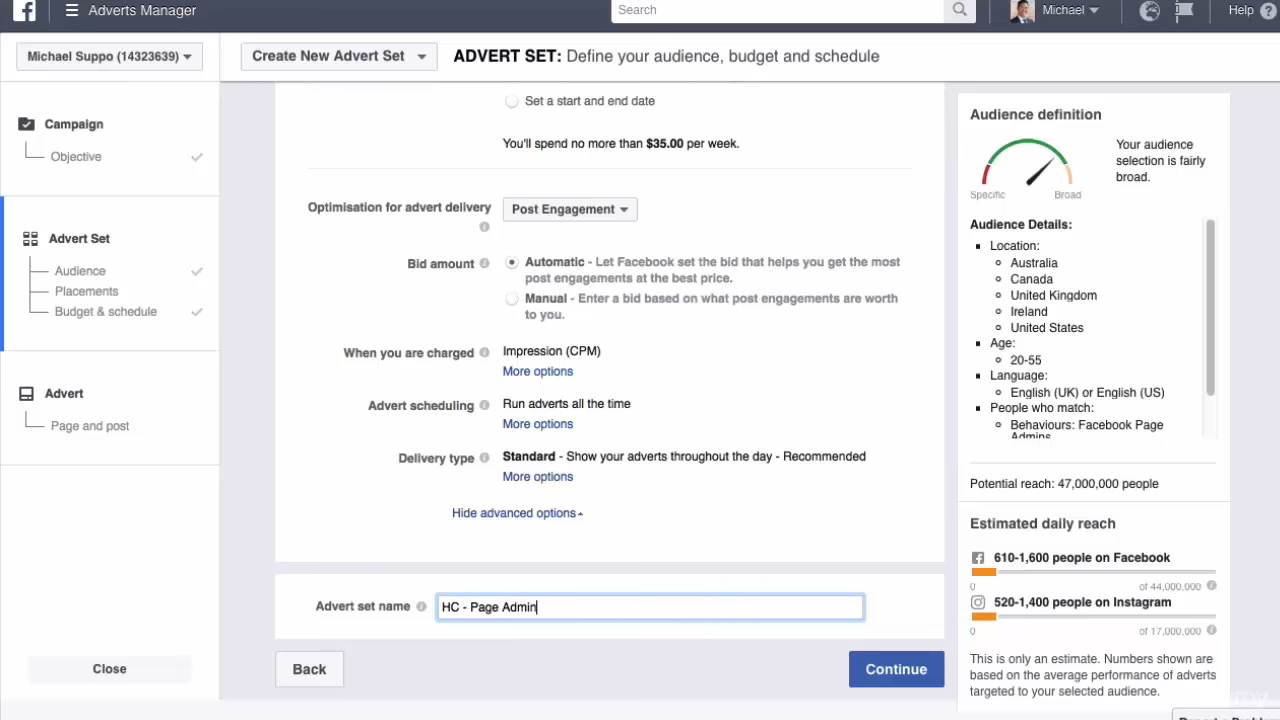 f
Adverts Manager
Search
Michael
Help
?
Michael Suppo (14323639)
Create New Advert Set
ADVERT SET: Define your audience, budget and schedule
Campaign
Objective
Advert Set
Audience
Placements
Budget & schedule
Advert
Page and post
Close
Set a start and end date
You'll spend no more than $35.00 per week.
Optimisation for advert delivery
Post Engagement
Bid amount
Automatic - Let Facebook set the bid that helps you get the most
post engagements at the best price.
Manual - Enter a bid based on what post engagements are worth
to you.
When you are charged
Impression (CPM)
More options
Advert scheduling
Run adverts all the time
More options
Delivery type
Standard - Show your adverts throughout the day - Recommended
More options
Hide advanced options
Advert set name
HC - Page Admin
Back
Continue
Audience definition
Your audience
selection is fairly
broad.
Specific
Broad
Audience Details:
Location:
Australia
Canada
United Kingdom
Ireland
United States
Age:
20-55
Language:
English (UK) or English (US)
People who match:
Behaviours: Facebook Page
Admins
Potential reach: 47,000,000 people
Estimated daily reach
610-1,600 people on Facebook
0
of 44,000,000
520-1,400 people on Instagram
0
of 17,000,000
This is only an estimate. Numbers shown are
based on the average performance of adverts
targeted to your selected audience.